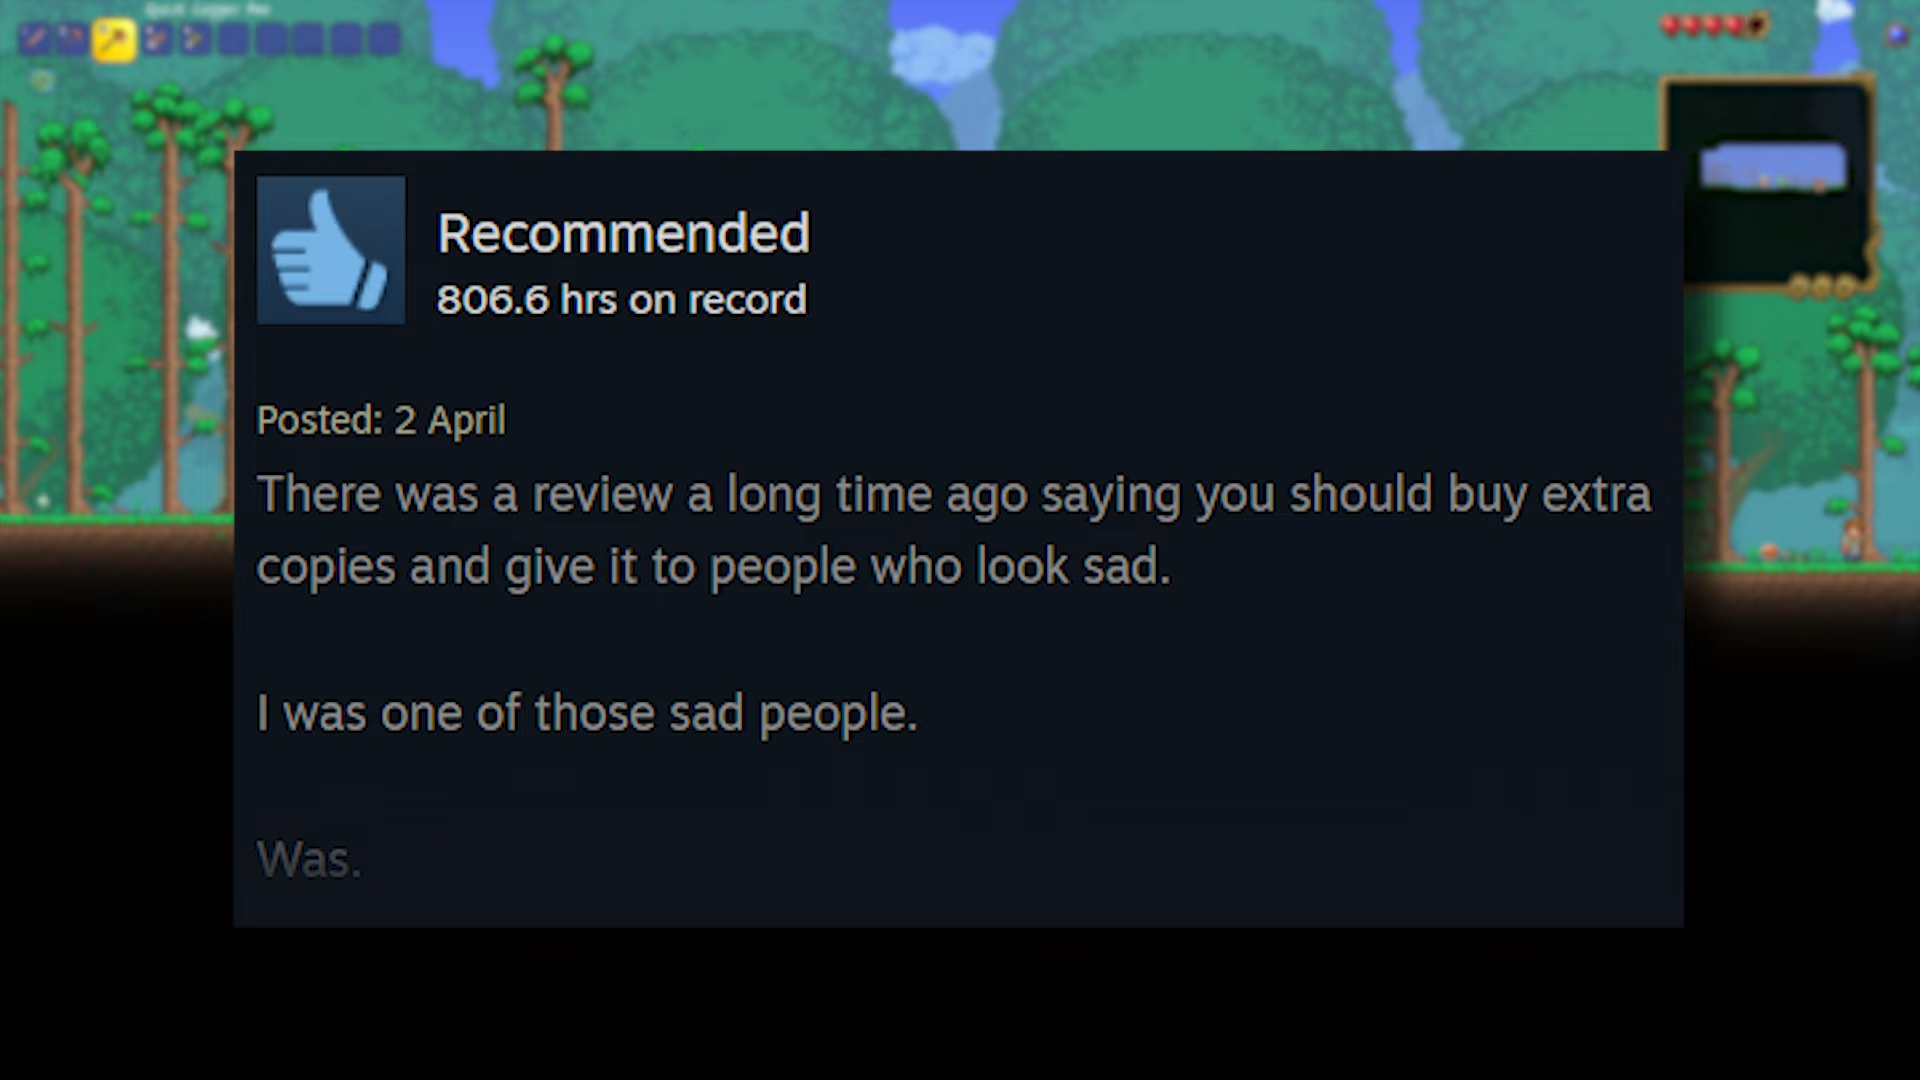 Recommended
806.6 hrs on record
Posted: 2 April
There was a review a long time ago saying you should buy extra
copies and give it to people who look sad.
I was one of those sad people.
Was.